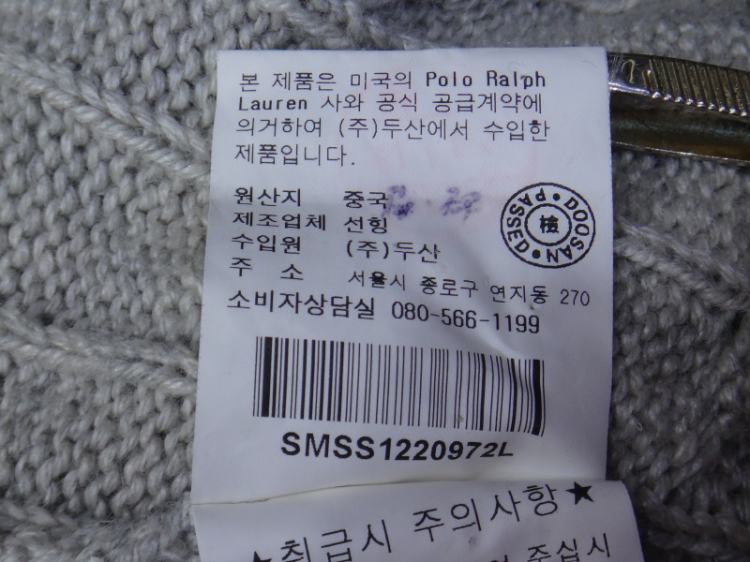 본 제품은 미국의 Polo Ralph
Lauren 사와 공식 공급계약에
의거하여 (주)두산에서 수입한
제품입니다.
원산지 중국
제조업체 선힝
수입원 (주)두산
주 소 서울시 종로구 연지동 270
소비자상담실 080-566-1199
DOOSAN PASSED
檢
SMSS1220972L
★취급시 주의사항★
주십시